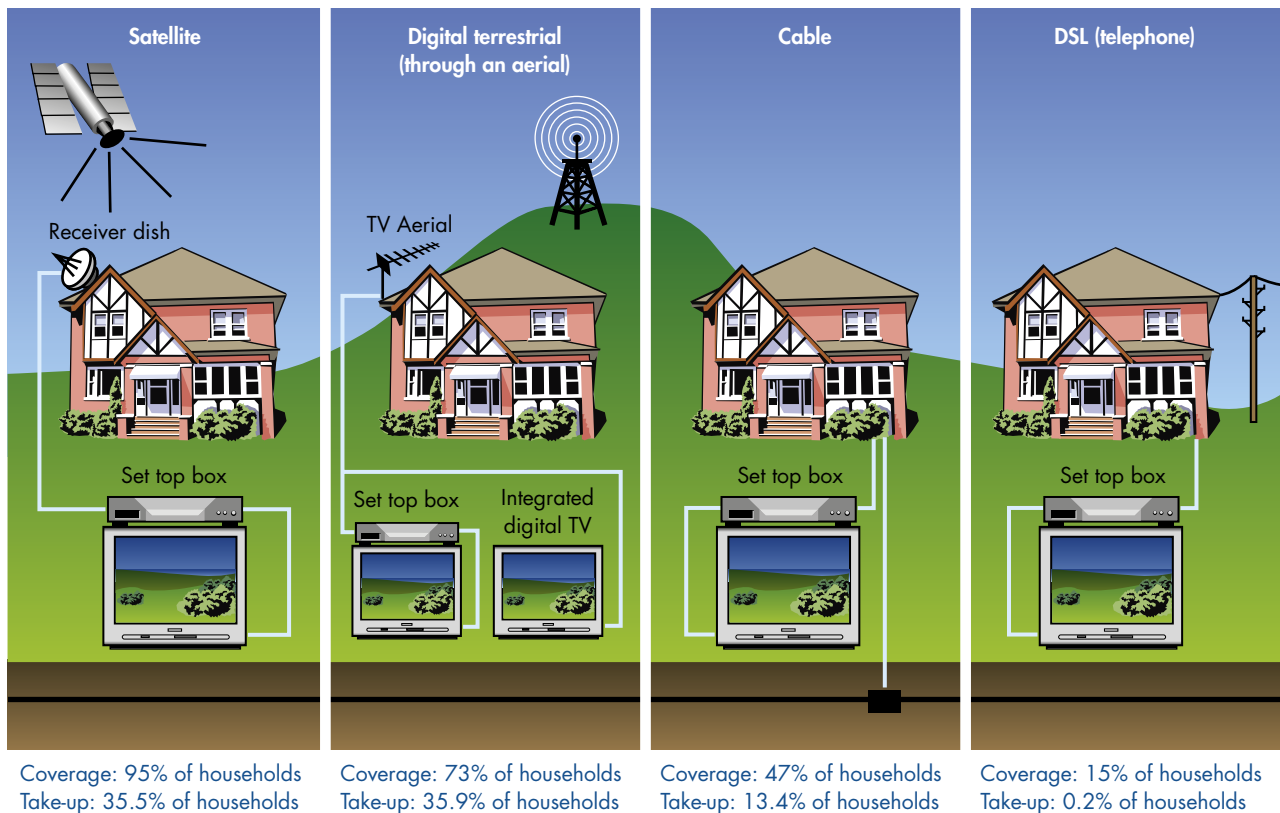 Satellite
Receiver dish
Set top box
Coverage: 95% of households
Take-up: 35.5% of households
Digital terrestrial
(through an aerial)
TV Aerial
Set top box
Integrated
digital TV
Coverage: 73% of households
Take-up: 35.9% of households
Cable
Set top box
Coverage: 47% of households
Take-up: 13.4% of households
DSL (telephone)
Set top box
Coverage: 15% of households
Take-up: 0.2% of households